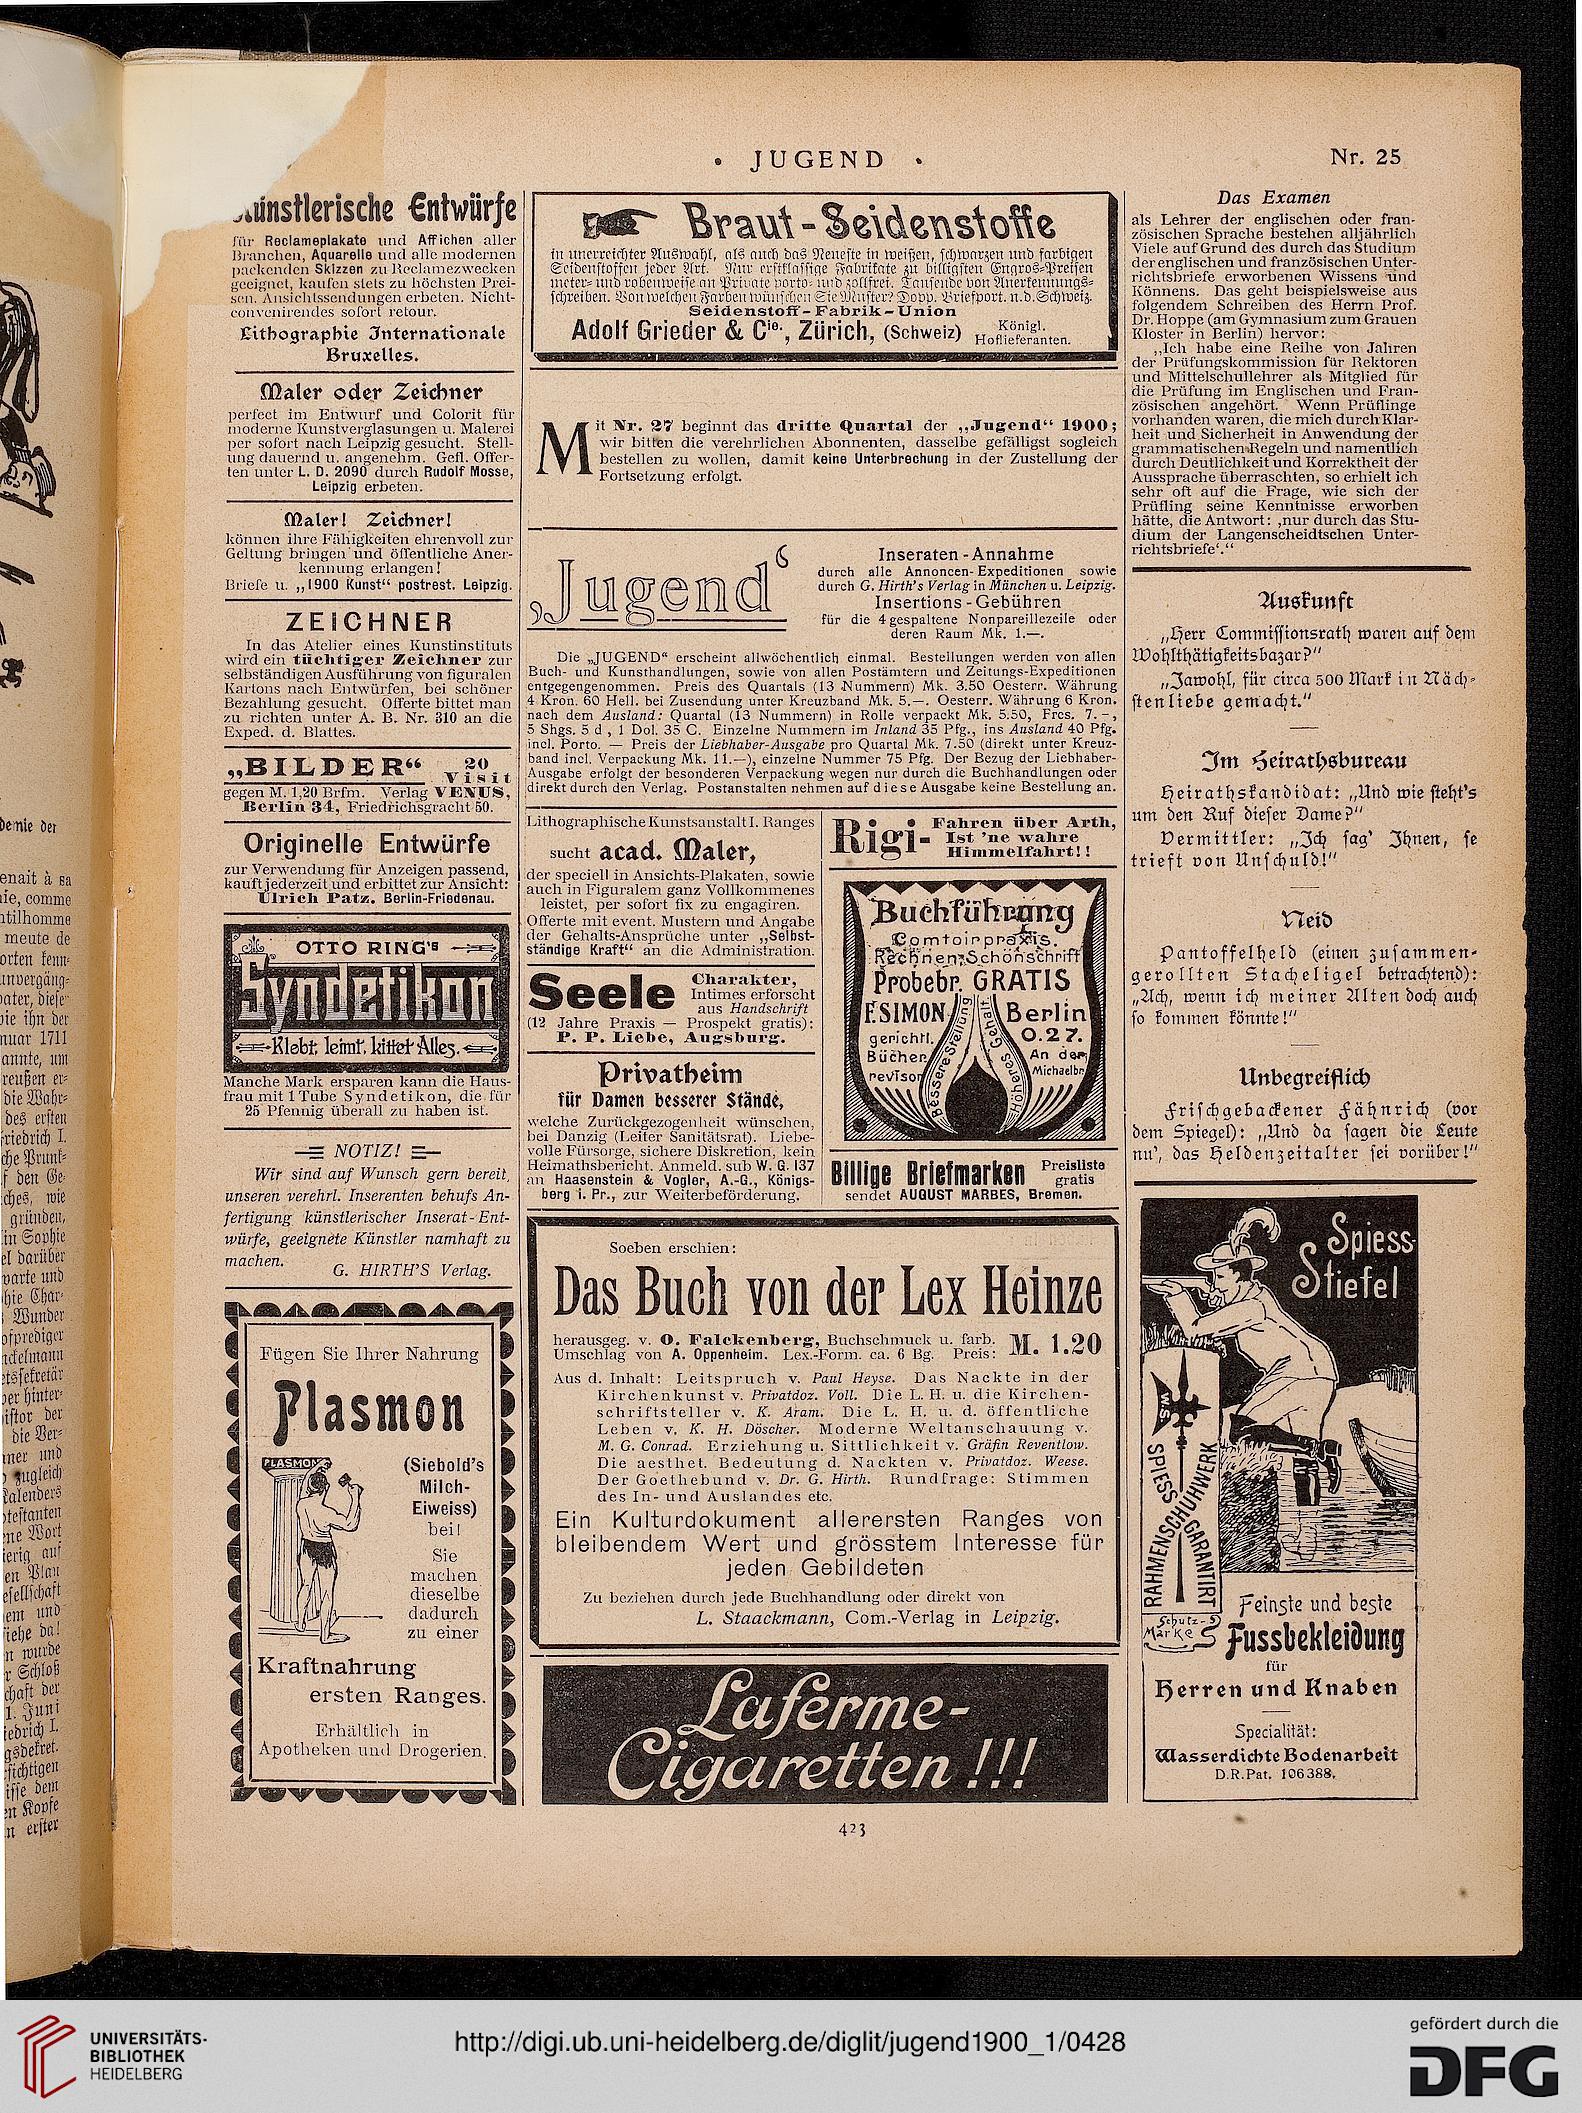 • JUGEND •
Nr. 25
Künstlerische Entwürfe
für Reclameplakate und Affichen aller
Branchen, Aquarelle und alle modernen
packenden Skizzen zu Reclamezwecken
geeignet, kaufen stets zu höchsten Prei-
sen. Ansichtssendungen erbeten. Nicht-
convenirendes sofort retour.
Lithographie Internationale
Bruxelles.
Maler oder Zeichner
perfect im Entwurf und Colorit für
moderne Kunstverglasungen u. Malerei
per sofort nach Leipzig gesucht. Stell-
ung dauernd u. angenehm. Gefl. Offer-
ten unter L. D. 2090 durch Rudolf Mosse,
Leipzig erbeten.
Maler! Zeichner!
können ihre Fähigkeiten ehrenvoll zur
Geltung bringen und öffentliche Aner-
kennung erlangen!
Briefe u. „1900 Kunst“ postrest. Leipzig.
ZEICHNER
In das Atelier eines Kunstinstituts
wird ein tüchtiger Zeichner zur
selbständigen Ausführung von figuralen
Kartons nach Entwürfen, bei schöner
Bezahlung gesucht. Offerte bittet man
zu richten unter A. B. Nr. 310 an die
Exped. d. Blattes.
„BILDER“ 20 Visit
gegen M. 1,20 Brfm. Verlag VENUS,
Berlin 34, Friedrichsgracht 50.
Originelle Entwürfe
zur Verwendung für Anzeigen passend,
kauft jederzeit und erbittet zur Ansicht:
Ulrich Patz, Berlin-Friedenau.
OTTO RING'S
Syndetikon
Klebt, leimt, kittet Alles.
Manche Mark ersparen kann die Haus-
frau mit 1 Tube Syndetikon, die für
25 Pfennig überall zu haben ist.
NOTIZ!
Wir sind auf Wunsch gern bereit,
unseren verehrl. Inserenten behufs An-
fertigung künstlerischer Inserat-Ent-
würfe, geeignete Künstler namhaft zu
machen.
G. HIRTH'S Verlag.
Fügen Sie Ihrer Nahrung
Plasmon
PLASMON
(Siebold's
Milch-
Eiweiss)
bei!
Sie
machen
dieselbe
dadurch
zu einer
Kraftnahrung
ersten Ranges.
Erhältlich in
Apotheken und Drogerien.
Braut-Seidenstoffe
in unerreichter Auswahl, als auch das Neueste in weißen, schwarzen und farbigen
Seidenstoffen jeder Art. Nur erstklassige Fabrikate zu billigsten Engros-Preisen
meter- und robenweise an Private porto- und zollfrei. Tausende von Anerkennungs-
schreiben. Von welchen Farben wünschen Sie Muster? Dopp. Briefport. n. d. Schweiz.
Seidenstoff-Fabrik-Union
Adolf Grieder & Cie., Zürich, (Schweiz) Königl. Hoflieferanten.
Mit Nr. 27 beginnt das dritte Quartal der „Jugend“ 1900;
wir bitten die verehrlichen Abonnenten, dasselbe gefälligst sogleich
bestellen zu wollen, damit keine Unterbrechung in der Zustellung der
Fortsetzung erfolgt.
‚Jugend‘
Inseraten-Annahme
durch alle Annoncen-Expeditionen sowie
durch G. Hirth's Verlag in München u. Leipzig.
Insertions-Gebühren
für die 4 gespaltene Nonpareillezeile oder
deren Raum Mk. 1.—.
Die „JUGEND“ erscheint allwöchentlich einmal. Bestellungen werden von allen
Buch- und Kunsthandlungen, sowie von allen Postämtern und Zeitungs-Expeditionen
entgegengenommen. Preis des Quartals (13 Nummern) Mk. 3.50 Oesterr. Währung
4 Kron. 60 Hell. bei Zusendung unter Kreuzband Mk. 5.—. Oesterr. Währung 6 Kron.
nach dem Ausland: Quartal (13 Nummern) in Rolle verpackt Mk. 5.50, Frcs. 7.-,
5 Shgs. 5 d, 1 Dol. 35 C. Einzelne Nummern im Inland 35 Pfg., ins Ausland 40 Pfg.
incl. Porto. — Preis der Liebhaber-Ausgabe pro Quartal Mk. 7.50 (direkt unter Kreuz-
band incl. Verpackung Mk. 11.—), einzelne Nummer 75 Pfg. Der Bezug der Liebhaber-
Ausgabe erfolgt der besonderen Verpackung wegen nur durch die Buchhandlungen oder
direkt durch den Verlag. Postanstalten nehmen auf diese Ausgabe keine Bestellung an.
Lithographische Kunstsanstalt I. Ranges
sucht acad. Maler,
der speciell in Ansichts-Plakaten, sowie
auch in Figuralem ganz Vollkommenes
leistet, per sofort fix zu engagiren.
Offerte mit event. Mustern und Angabe
der Gehalts-Ansprüche unter „Selbst-
ständige Kraft“ an die Administration.
Seele Charakter,
Intimes erforscht
aus Handschrift
(12 Jahre Praxis — Prospekt gratis):
P. P. Liebe, Augsburg.
Privatheim
für Damen besserer Stände,
welche Zurückgezogenheit wünschen,
bei Danzig (Leiter Sanitätsrat). Liebe-
volle Fürsorge, sichere Diskretion, kein
Heimathsbericht. Anmeld. sub W. G. 137
an Haasenstein & Vogler, A.-G., Königs-
berg i. Pr., zur Weiterbeförderung.
Rigi- Fahren über Arth,
Ist 'ne wahre
Himmelfahrt!!
Buchführung
Comtoirpraxis.
Rechnen, Schönschrift
Probebr. GRATIS
F. SIMON Berlin
gerichtl. O. 27.
Bücher An der
revisor Michaelbr.
Bessere Stellung
Höheres Gehalt
Billige Briefmarken Preisliste gratis
sendet AUGUST MARBES, Bremen.
Soeben erschien:
Das Buch von der Lex Heinze
herausgeg. v. O. Falckenberg, Buchschmuck u. farb.
Umschlag von A. Oppenheim. Lex.-Form. ca. 6 Bg. Preis: M. 1.20
Aus d. Inhalt: Leitspruch v. Paul Heyse. Das Nackte in der
Kirchenkunst v. Privatdoz. Voll. Die L. H. u. die Kirchen-
schriftsteller v. K. Aram. Die L. H. u. d. öffentliche
Leben v. K. H. Döscher. Moderne Weltanschauung v.
M. G. Conrad. Erziehung u. Sittlichkeit v. Gräfin Reventlow.
Die aesthet. Bedeutung d. Nackten v. Privatdoz. Weese.
Der Goethebund v. Dr. G. Hirth. Rundfrage: Stimmen
des In- und Auslandes etc.
Ein Kulturdokument allerersten Ranges von
bleibendem Wert und grösstem Interesse für
jeden Gebildeten
Zu beziehen durch jede Buchhandlung oder direkt von
L. Staackmann, Com.-Verlag in Leipzig.
Laferme-
Cigaretten!!!
Das Examen
als Lehrer der englischen oder fran-
zösischen Sprache bestehen alljährlich
Viele auf Grund des durch das Studium
der englischen und französischen Unter-
richtsbriefe erworbenen Wissens und
Könnens. Das geht beispielsweise aus
folgendem Schreiben des Herrn Prof.
Dr. Hoppe (am Gymnasium zum Grauen
Kloster in Berlin) hervor:
„Ich habe eine Reihe von Jahren
der Prüfungskommission für Rektoren
und Mittelschullehrer als Mitglied für
die Prüfung im Englischen und Fran-
zösischen angehört. Wenn Prüflinge
vorhanden waren, die mich durch Klar-
heit und Sicherheit in Anwendung der
grammatischen Regeln und namentlich
durch Deutlichkeit und Korrektheit der
Aussprache überraschten, so erhielt ich
sehr oft auf die Frage, wie sich der
Prüfling seine Kenntnisse erworben
hätte, die Antwort: ‚nur durch das Stu-
dium der Langenscheidtschen Unter-
richtsbriefe‘.“
Auskunft
„Herr Commissionsrath waren auf dem
Wohlthätigkeitsbazar?“
„Jawohl, für circa 500 Mark in Näch-
stenliebe gemacht.“
Im Heirathsbureau
Heirathskandidat: „Und wie steht's
um den Ruf dieser Dame?“
Vermittler: „Ich sag' Ihnen, se
trieft von Unschuld!“
Neid
Pantoffelheld (einen zusammen-
gerollten Stacheligel betrachtend):
„Ach, wenn ich meiner Alten doch auch
so kommen könnte!“
Unbegreiflich
Frischgebackener Fähnrich (vor
dem Spiegel): „Und da sagen die Leute
nu', das Heldenzeitalter sei vorüber!“
Spiess-
Stiefel
W.S.
SPIESS
RAHMENSCHUHWERK
GARANTIRT
Schutz-
Marke
Feinste und beste
Fussbekleidung
für
Herren und Knaben
Specialität:
Wasserdichte Bodenarbeit
D.R.Pat. 106388.
423
UNIVERSITÄTS-
BIBLIOTHEK
HEIDELBERG
http://digi.ub.uni-heidelberg.de/diglit/jugend1900_1/0428
gefördert durch die
DFG